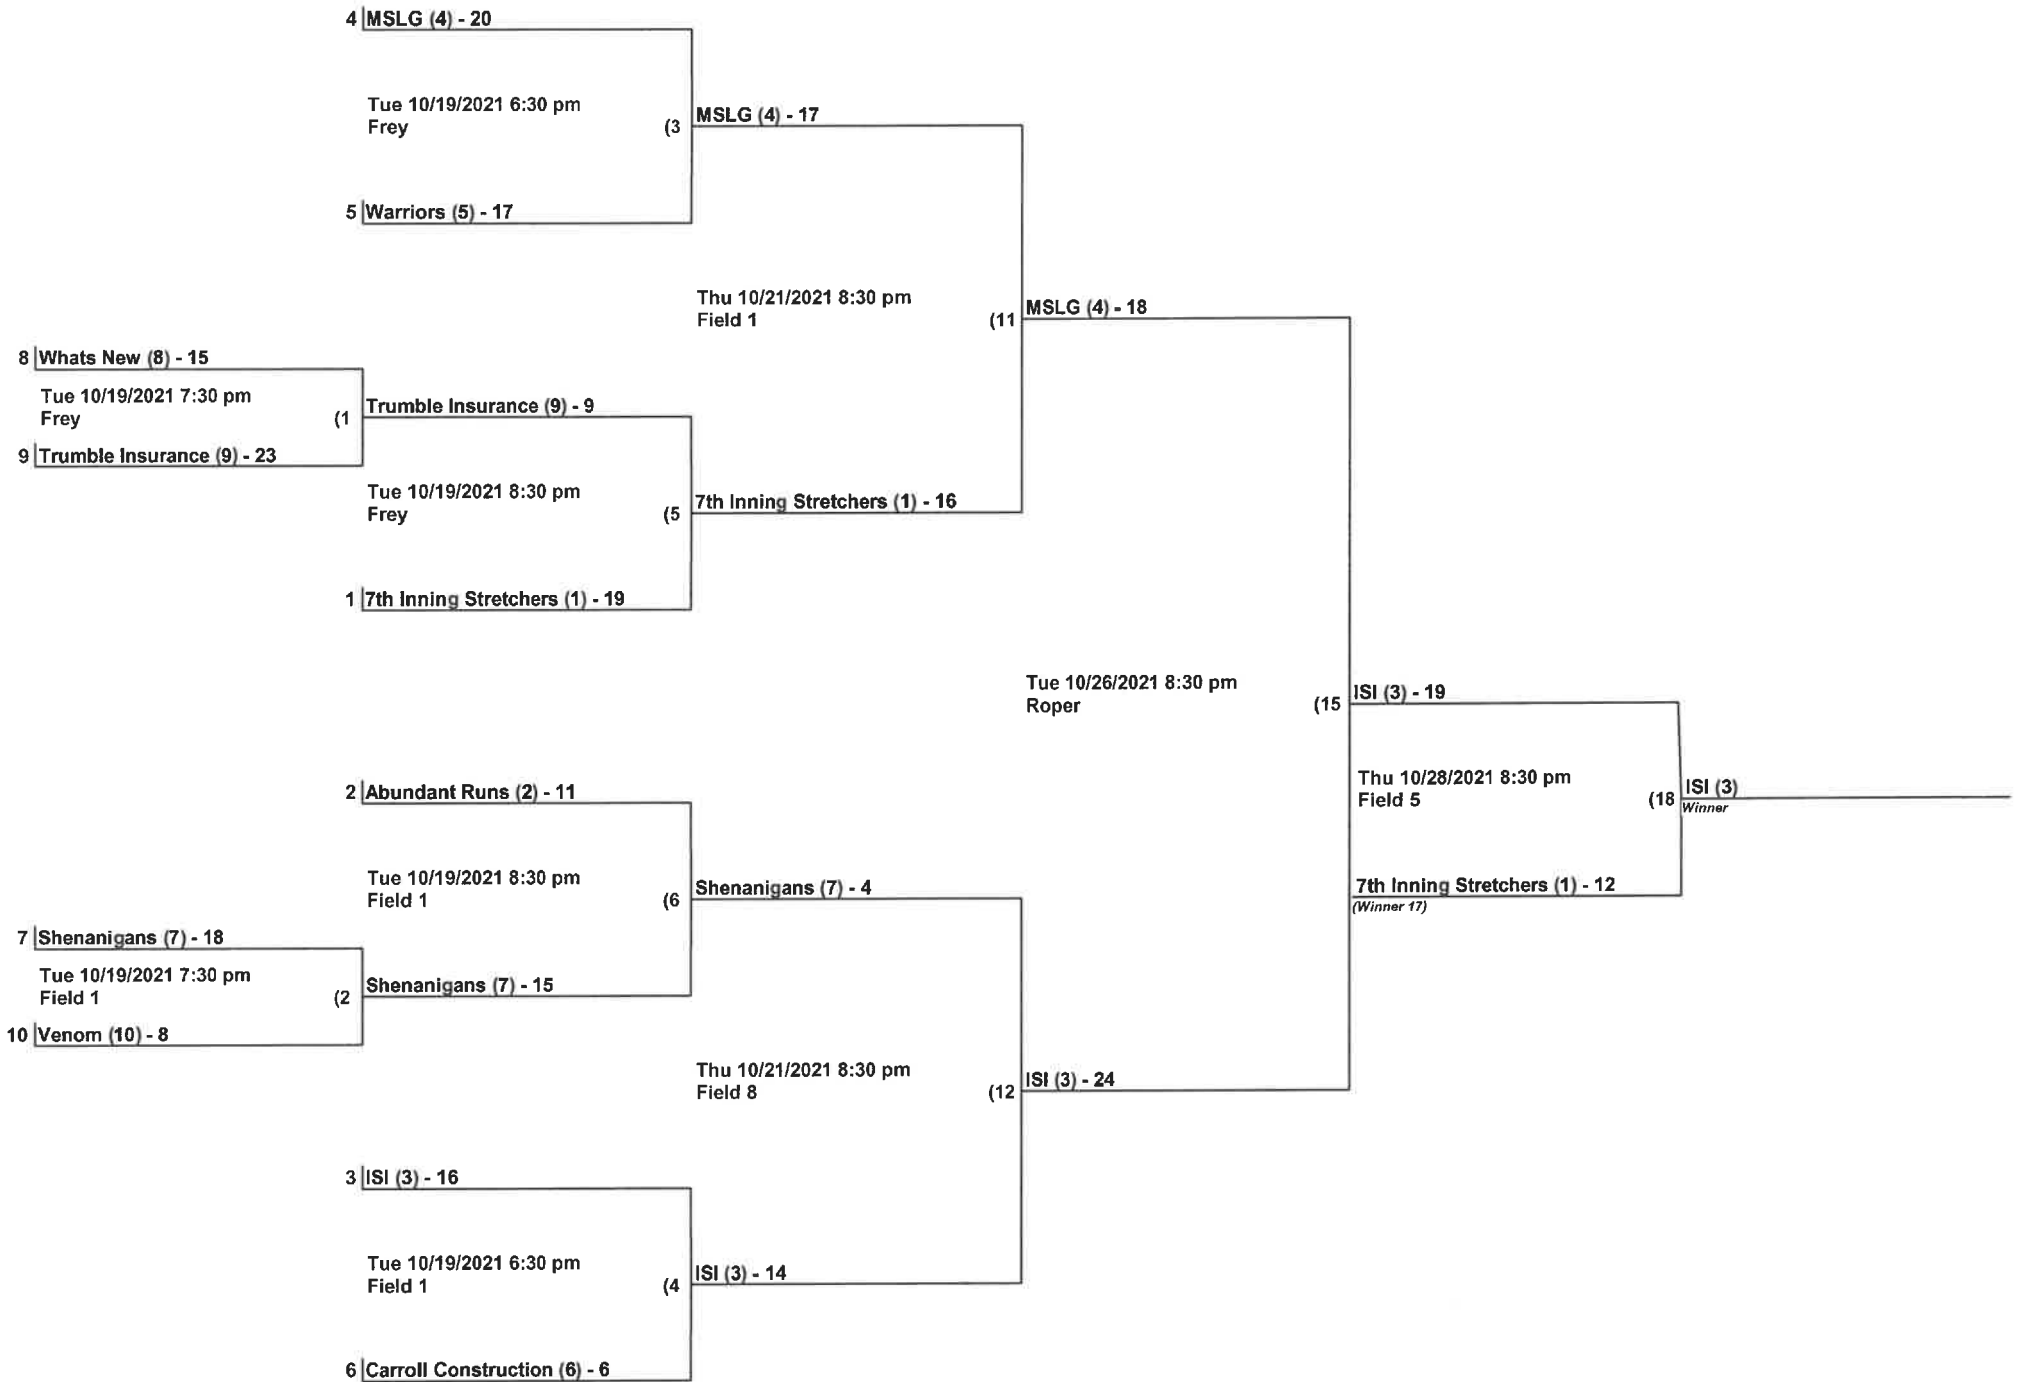 4 MSLG (4) - 20
Tue 10/19/2021 6:30 pm
Frey
(3
5 Warriors (5) - 17
MSLG (4) - 17
Thu 10/21/2021 8:30 pm
Field 1
(11
8 Whats New (8) - 15
Tue 10/19/2021 7:30 pm
Frey
(1
9 Trumble Insurance (9) - 23
Trumble Insurance (9) - 9
Tue 10/19/2021 8:30 pm
Frey
(5
1 7th Inning Stretchers (1) - 19
7th Inning Stretchers (1) - 16
MSLG (4) - 18
Tue 10/26/2021 8:30 pm
Roper
(15
2 Abundant Runs (2) - 11
Tue 10/19/2021 8:30 pm
Field 1
(6
7 Shenanigans (7) - 18
Tue 10/19/2021 7:30 pm
Field 1
(2
10 Venom (10) - 8
Shenanigans (7) - 15
Shenanigans (7) - 4
Thu 10/21/2021 8:30 pm
Field 8
(12
3 ISI (3) - 16
Tue 10/19/2021 6:30 pm
Field 1
(4
6 Carroll Construction (6) - 6
ISI (3) - 14
ISI (3) - 24
ISI (3) - 19
Thu 10/28/2021 8:30 pm
Field 5
(18
7th Inning Stretchers (1) - 12
(Winner 17)
ISI (3)
Winner